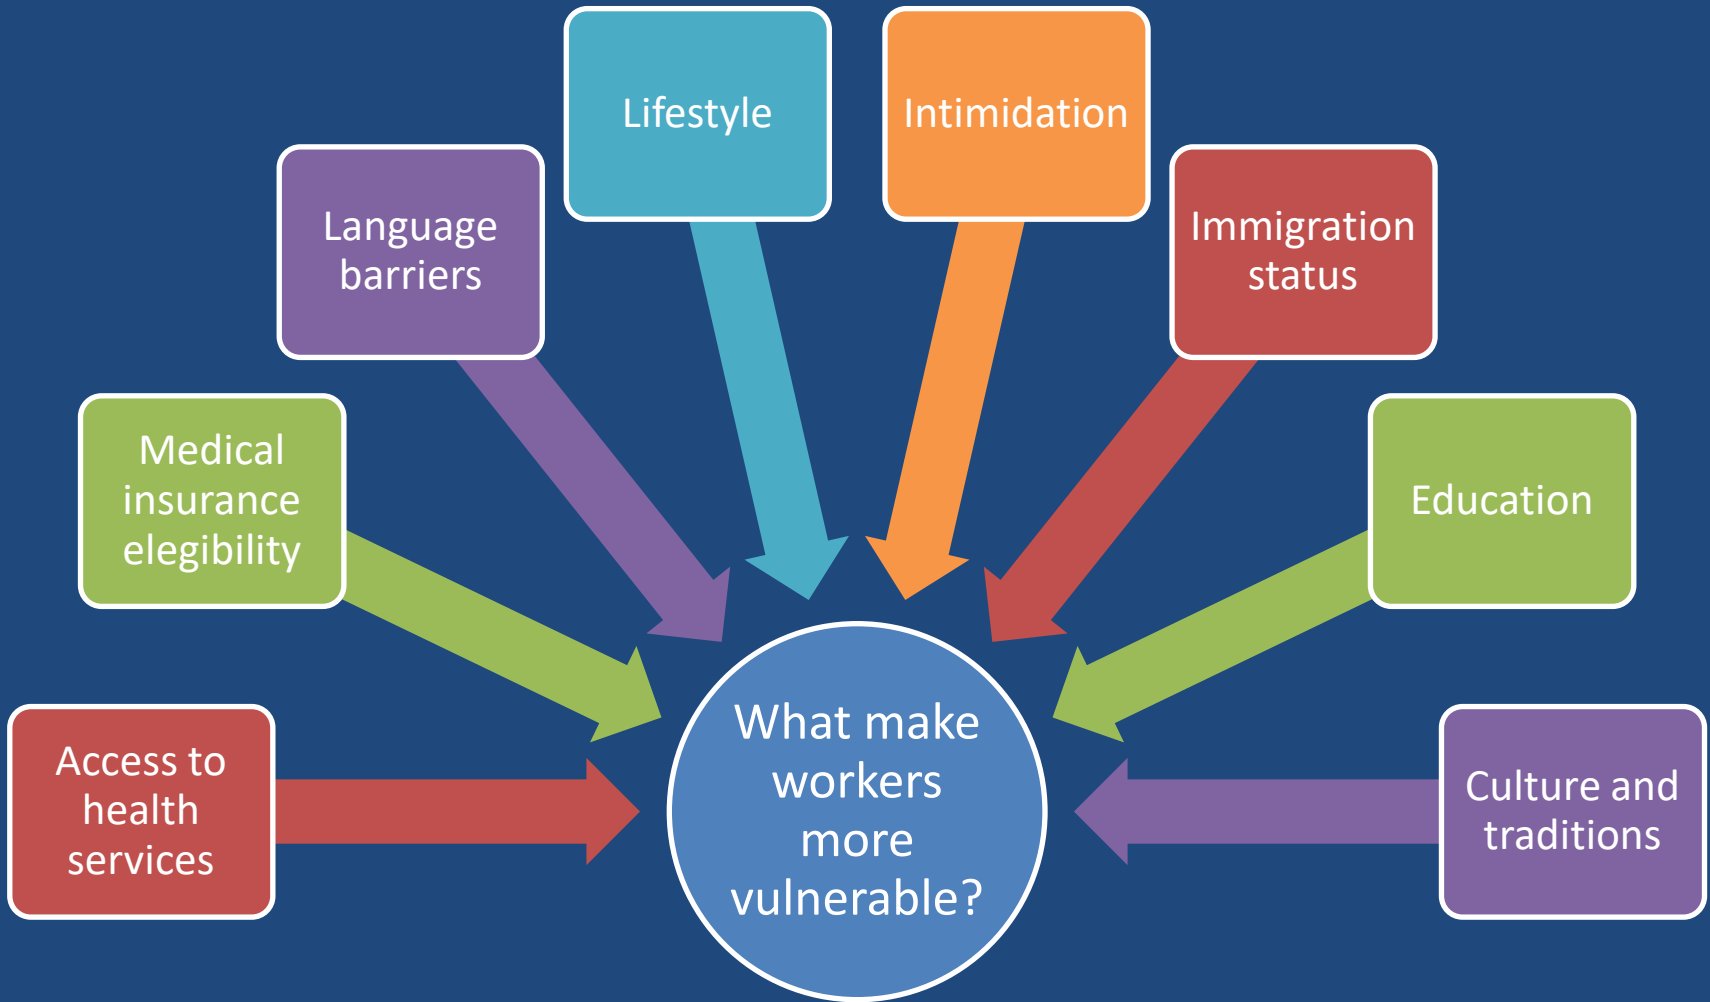 Lifestyle
Intimidation
Language
barriers
Immigration
status
Medical
insurance
elegibility
Education
Access to
health
services
What make
workers
more
vulnerable?
Culture and
traditions